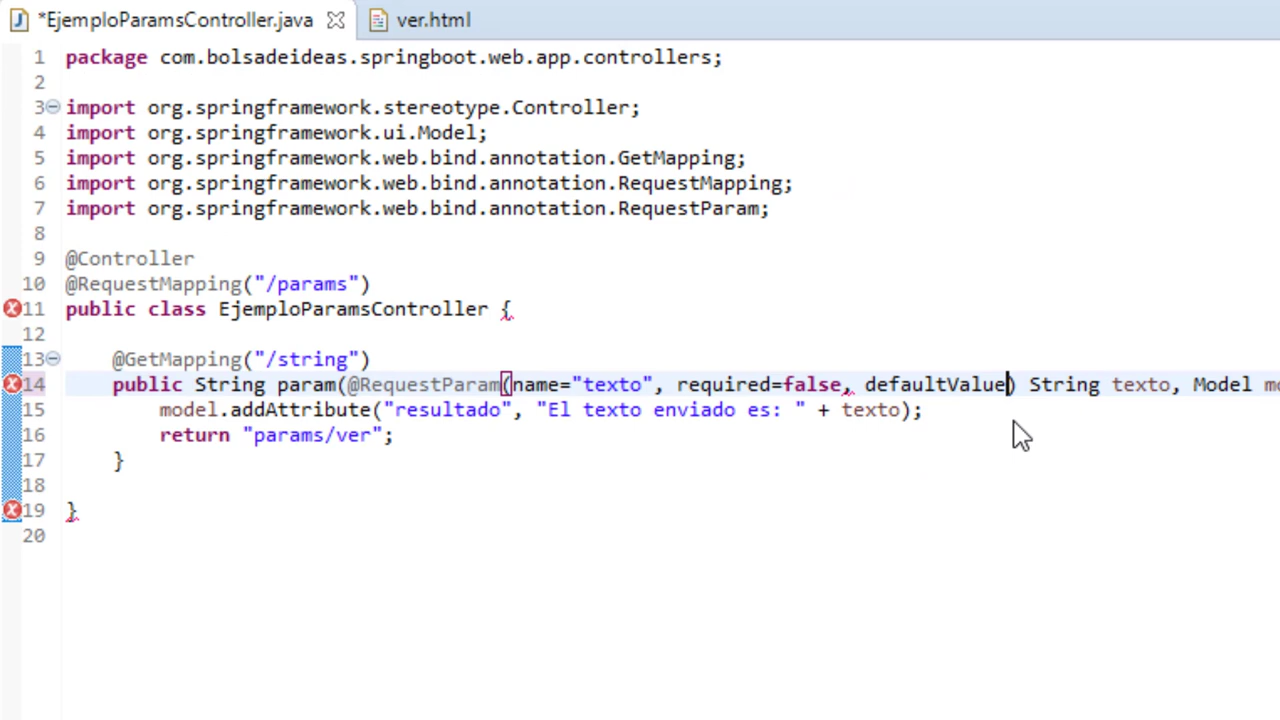 *EjemploParamsController.java ver.html
1 package com.bolsadeideas.springboot.web.app.controllers;
2
3 import org.springframework.stereotype.Controller;
4 import org.springframework.ui.Model;
5 import org.springframework.web.bind.annotation.GetMapping;
6 import org.springframework.web.bind.annotation.RequestMapping;
7 import org.springframework.web.bind.annotation.RequestParam;
8
9 @Controller
10 @RequestMapping("/params")
11 public class EjemploParamsController {
12
13 @GetMapping("/string")
14 public String param(@RequestParam(name="texto", required=false, defaultValue) String texto, Model mo
15 model.addAttribute("resultado", "El texto enviado es: " + texto);
16 return "params/ver";
17 }
18
19 }
20